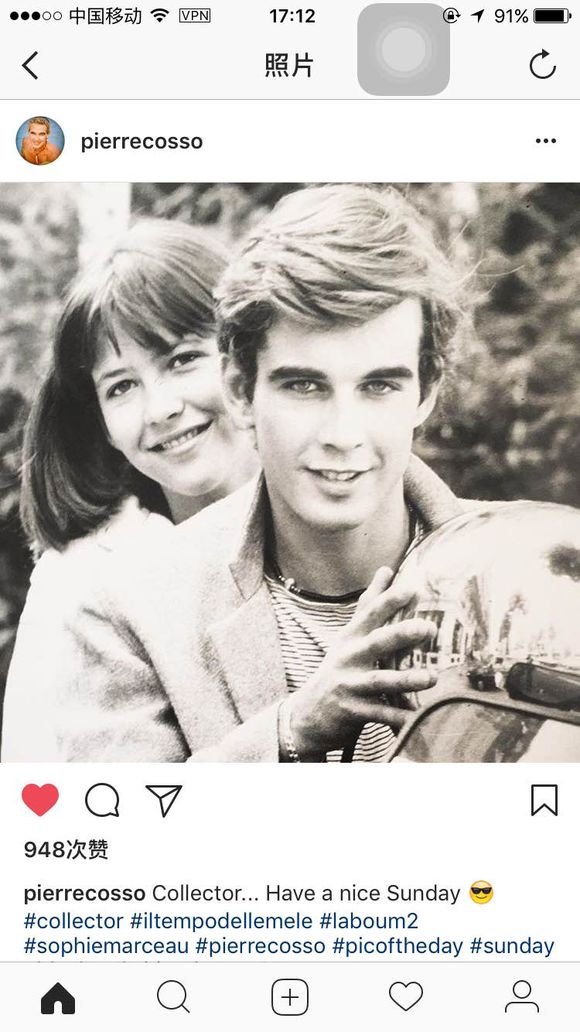 中国移动 VPN 17:12 91%
照片
pierrecosso
948次赞
pierrecosso Collector... Have a nice Sunday 😎
#collector #iltempodellemele #laboum2
#sophiemarceau #pierrecosso #picoftheday #sunday